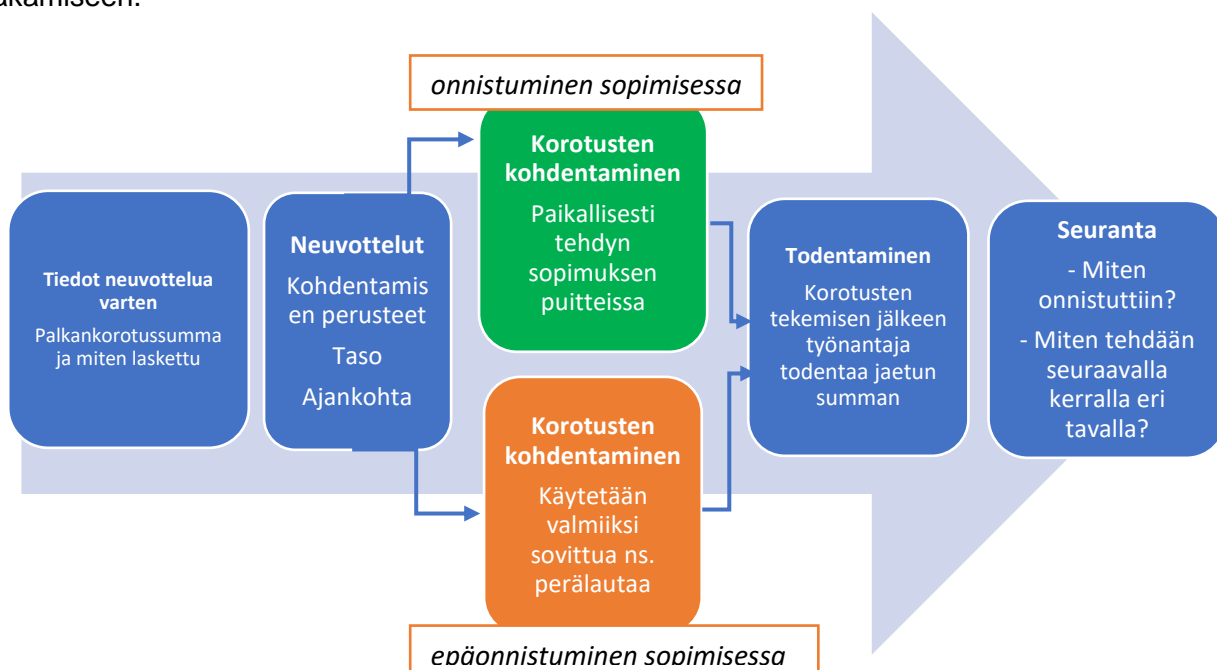 onnistuminen sopimisessa
Tiedot neuvottelua
varten
Palkankorotussumma
ja miten laskettu
Neuvottelut
Kohdentamis
en perusteet
Taso
Ajankohta
Korotusten
kohdentaminen
Paikallisesti
tehdyn
sopimuksen
puitteissa
Korotusten
kohdentaminen
Käytetään
valmiiksi
sovittua ns.
perälautaa
epäonnistuminen sopimisessa
Todentaminen
Korotusten
tekemisen jälkeen
työnantaja
todentaa jaetun
summan
Seuranta
- Miten
onnistuttiin?
- Miten tehdään
seuraavalla
kerralla eri
tavalla?